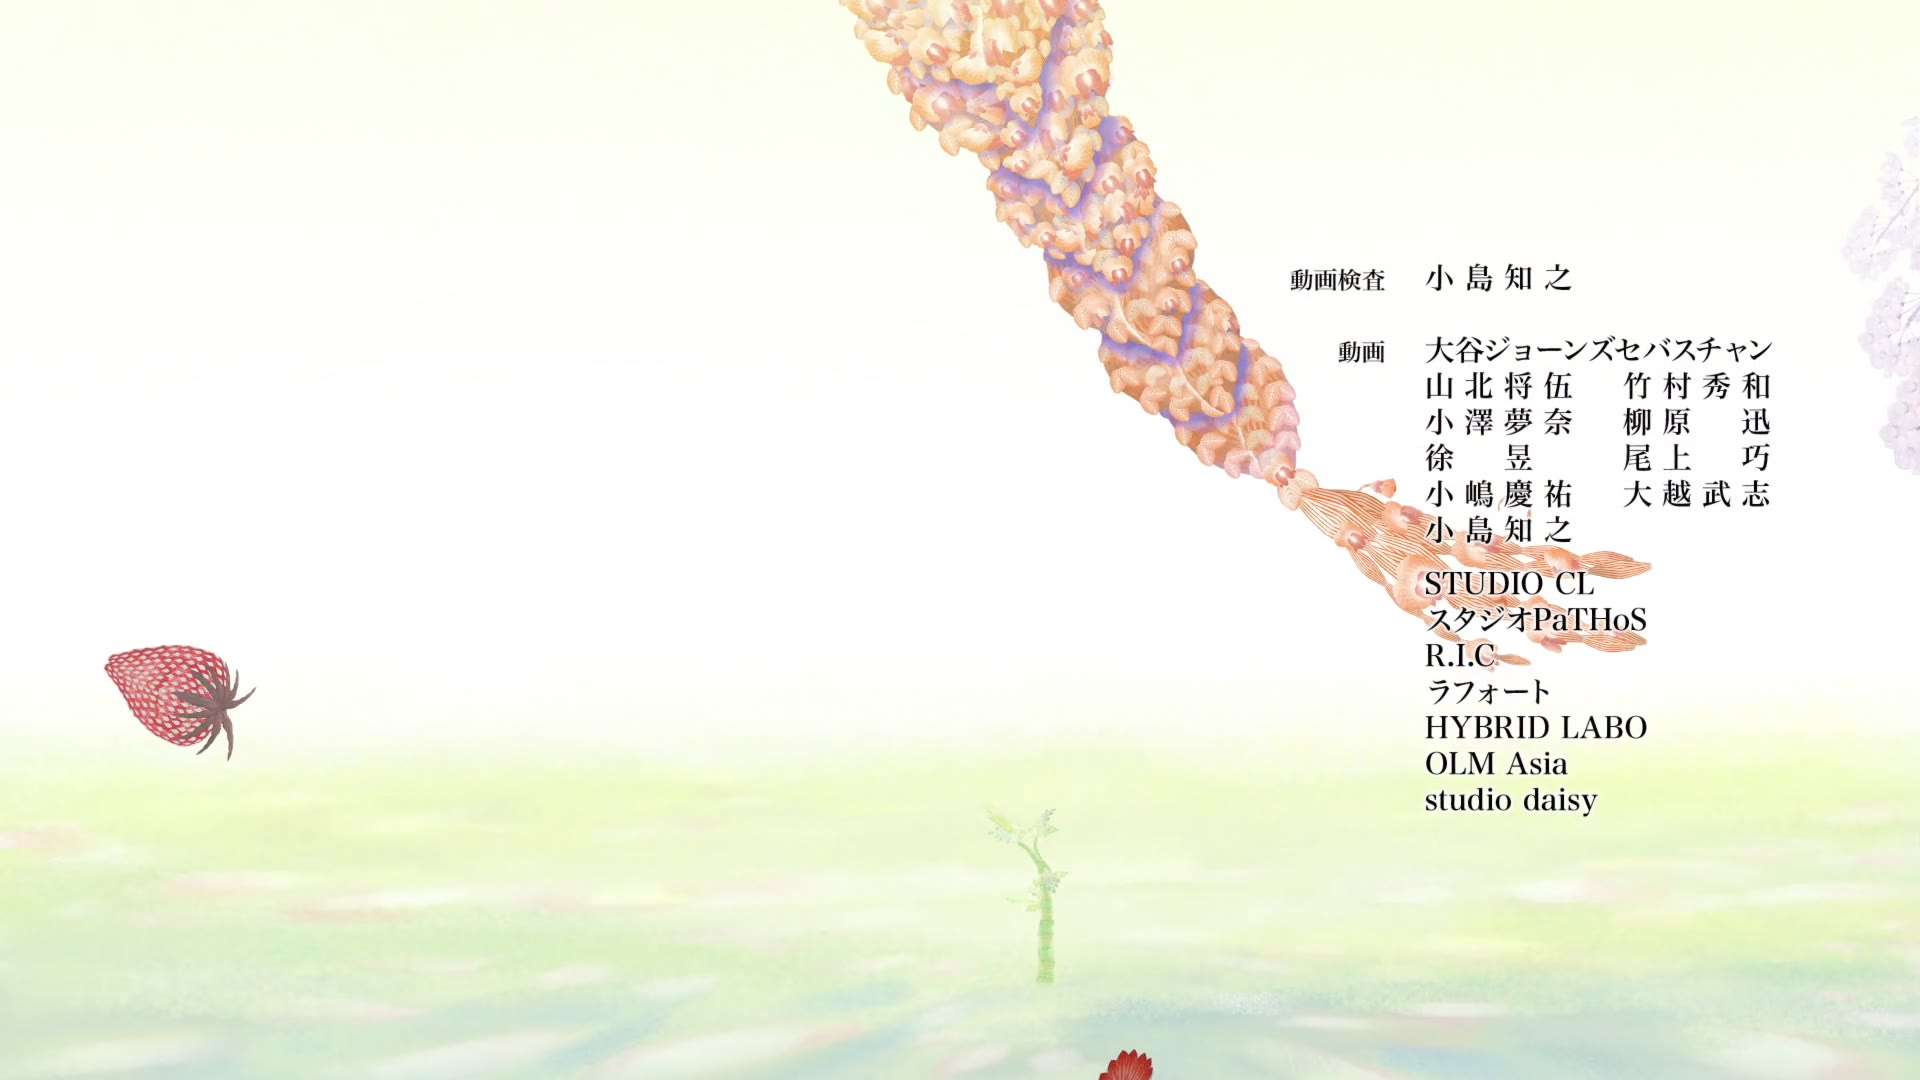 動画検査 小島知之
動画 大谷ジョーンズセバスチャン
山北将伍 竹村秀和
小澤夢奈 柳原 迅
徐 昱 尾上 巧
小嶋慶祐 大越武志
小島知之
STUDIO CL
スタジオPaTHoS
R.I.C
ラフォート
HYBRID LABO
OLM Asia
studio daisy